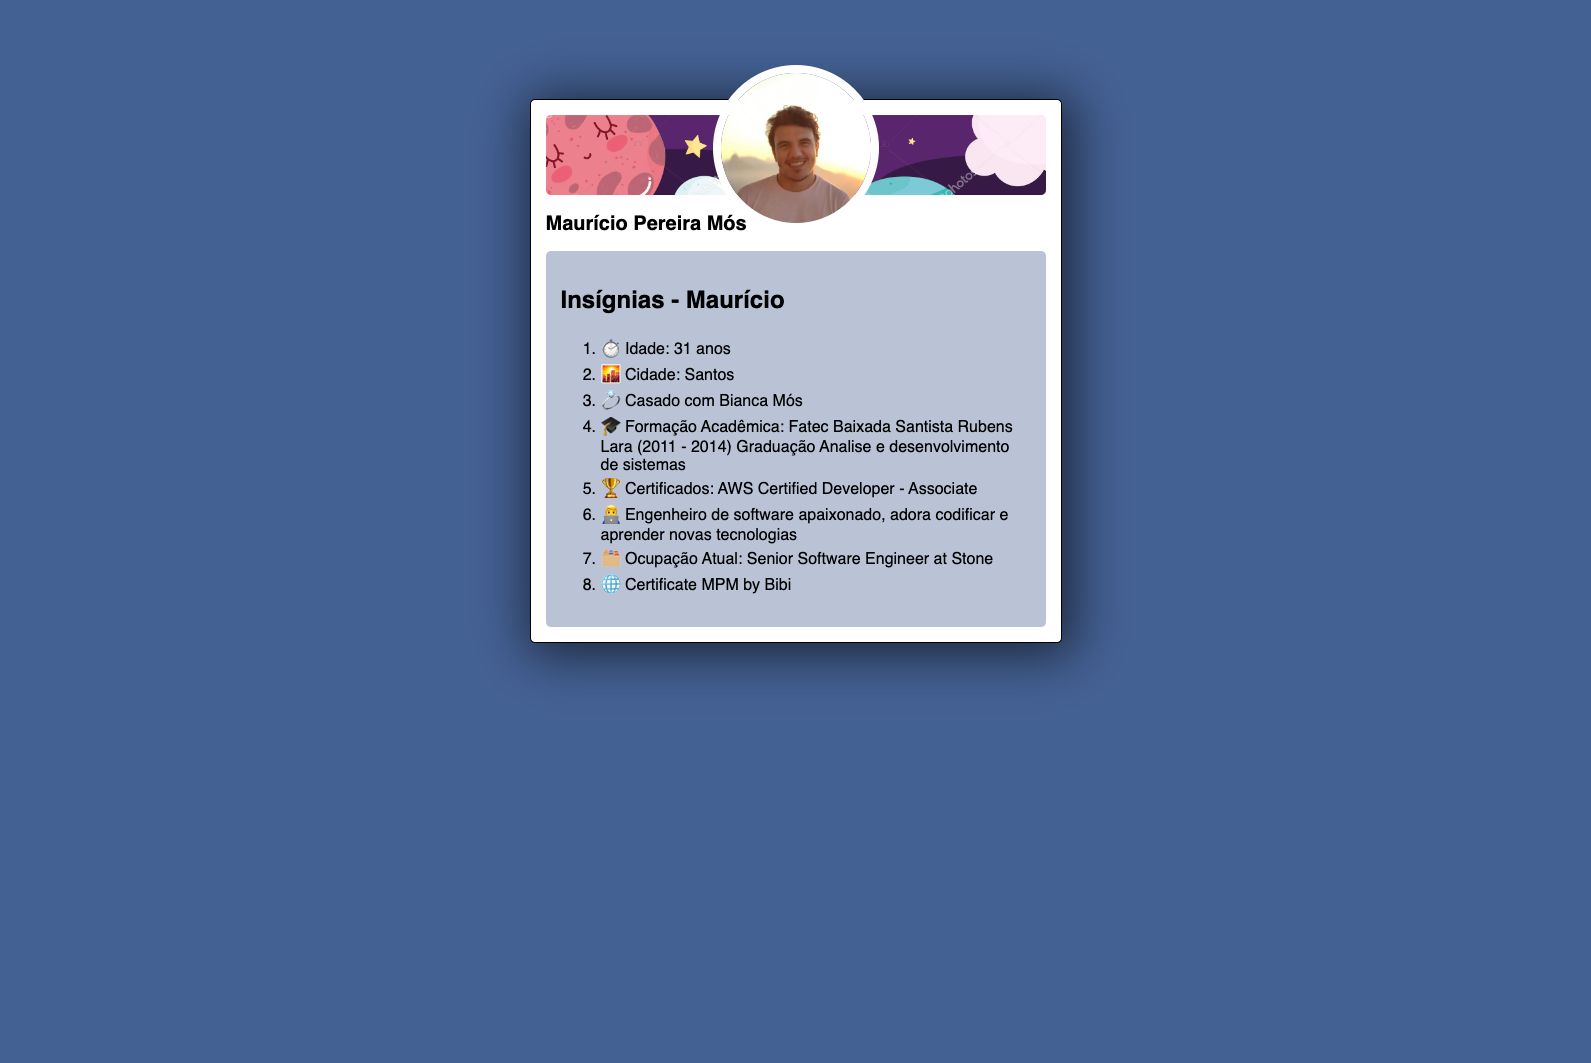 photos
Maurício Pereira Mós
Insígnias - Maurício
1. ⏱️ Idade: 31 anos
2. 🌇 Cidade: Santos
3. 💍 Casado com Bianca Mós
4. 🎓 Formação Acadêmica: Fatec Baixada Santista Rubens
Lara (2011 - 2014) Graduação Analise e desenvolvimento
de sistemas
5. 🏆 Certificados: AWS Certified Developer - Associate
6. 👨‍💻 Engenheiro de software apaixonado, adora codificar e
aprender novas tecnologias
7. 🗂️ Ocupação Atual: Senior Software Engineer at Stone
8. 🌐 Certificate MPM by Bibi